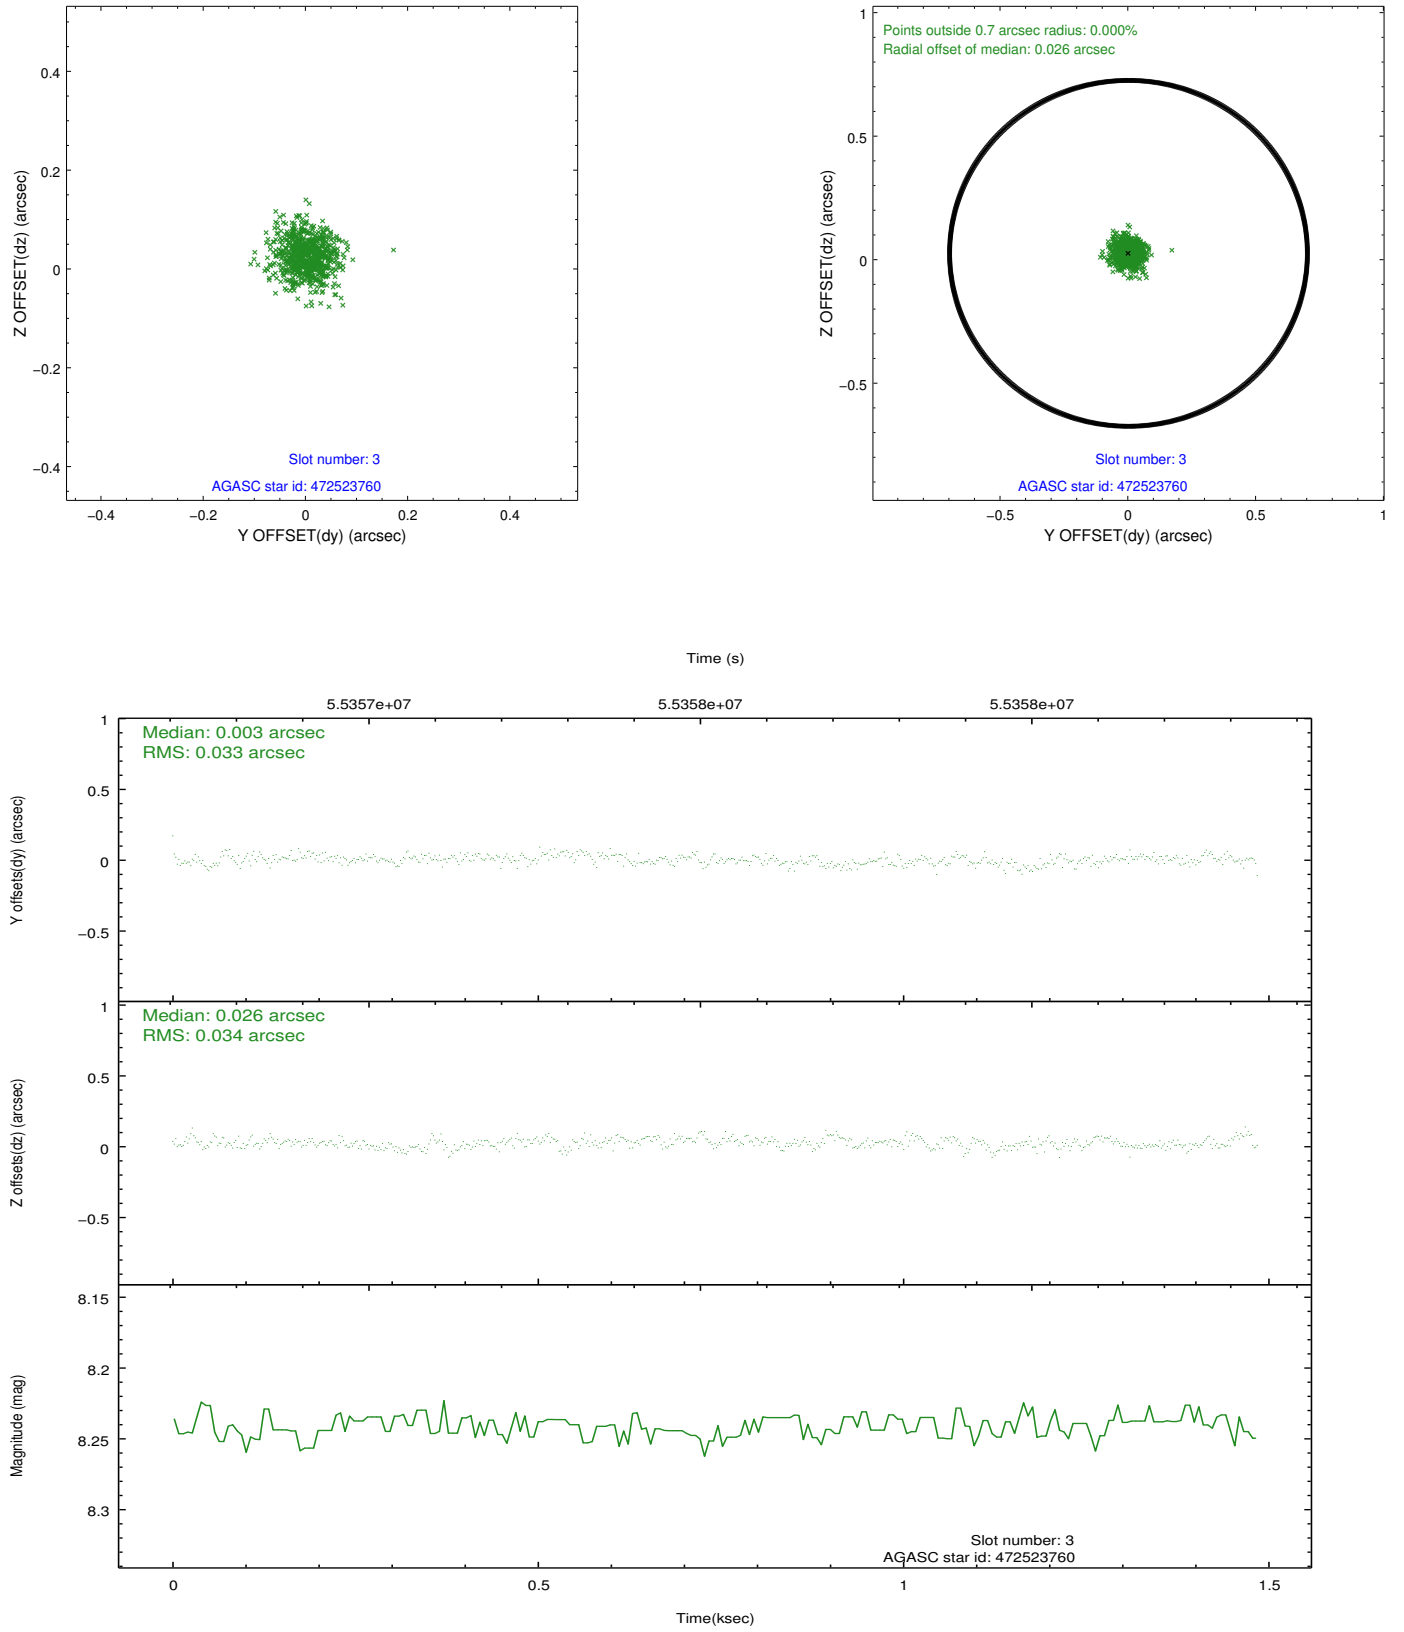 0.4
0.2
0
−0.2
−0.4
Z OFFSET(dz) (arcsec)
Slot number: 3
AGASC star id: 472523760
−0.4 −0.2 0 0.2 0.4
Y OFFSET(dy) (arcsec)
1
0.5
0
−0.5
Z OFFSET(dz) (arcsec)
Points outside 0.7 arcsec radius: 0.000%
Radial offset of median: 0.026 arcsec
Slot number: 3
AGASC star id: 472523760
−0.5 0 0.5 1
Y OFFSET(dy) (arcsec)
Time (s)
5.5357e+07 5.5358e+07 5.5358e+07
Median: 0.003 arcsec
RMS: 0.033 arcsec
1
0.5
0
−0.5
Y offsets(dy) (arcsec)
Median: 0.026 arcsec
RMS: 0.034 arcsec
1
0.5
0
−0.5
Z offsets(dz) (arcsec)
8.15
8.2
8.25
8.3
Magnitude (mag)
Slot number: 3
AGASC star id: 472523760
0 0.5 1 1.5
Time(ksec)